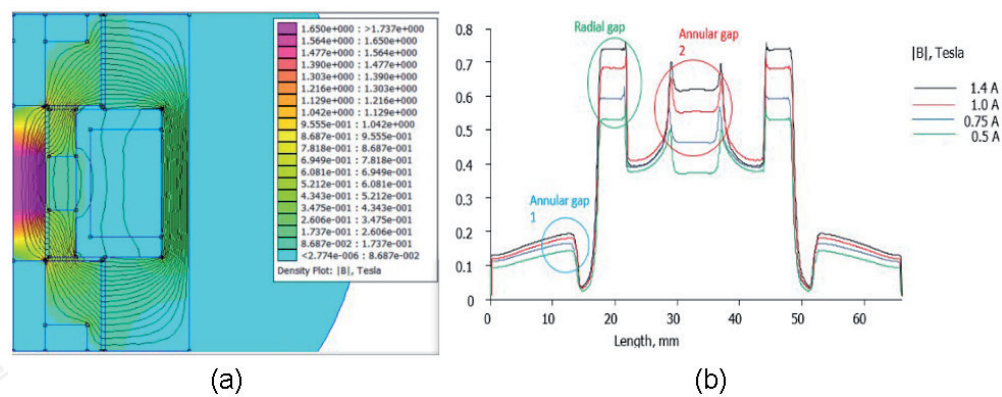 1.650e+000 : >1.737e+000
1.564e+000 : 1.650e+000
1.477e+000 : 1.564e+000
1.390e+000 : 1.477e+000
1.303e+000 : 1.390e+000
1.216e+000 : 1.303e+000
1.129e+000 : 1.216e+000
1.042e+000 : 1.129e+000
9.555e-001 : 1.042e+000
8.687e-001 : 9.555e-001
7.818e-001 : 8.687e-001
6.949e-001 : 7.818e-001
6.081e-001 : 6.949e-001
5.212e-001 : 6.081e-001
4.343e-001 : 5.212e-001
3.475e-001 : 4.343e-001
2.606e-001 : 3.475e-001
1.737e-001 : 2.606e-001
8.687e-002 : 1.737e-001
<2.774e-006 : 8.687e-002
Density Plot: |B|, Tesla
(a)
Radial gap
Annular gap
2
Annular gap
1
|B|, Tesla
1.4 A
1.0 A
0.75 A
0.5 A
0.8
0.7
0.6
0.5
0.4
0.3
0.2
0.1
0
0
10
20
30
40
50
60
Length, mm
(b)